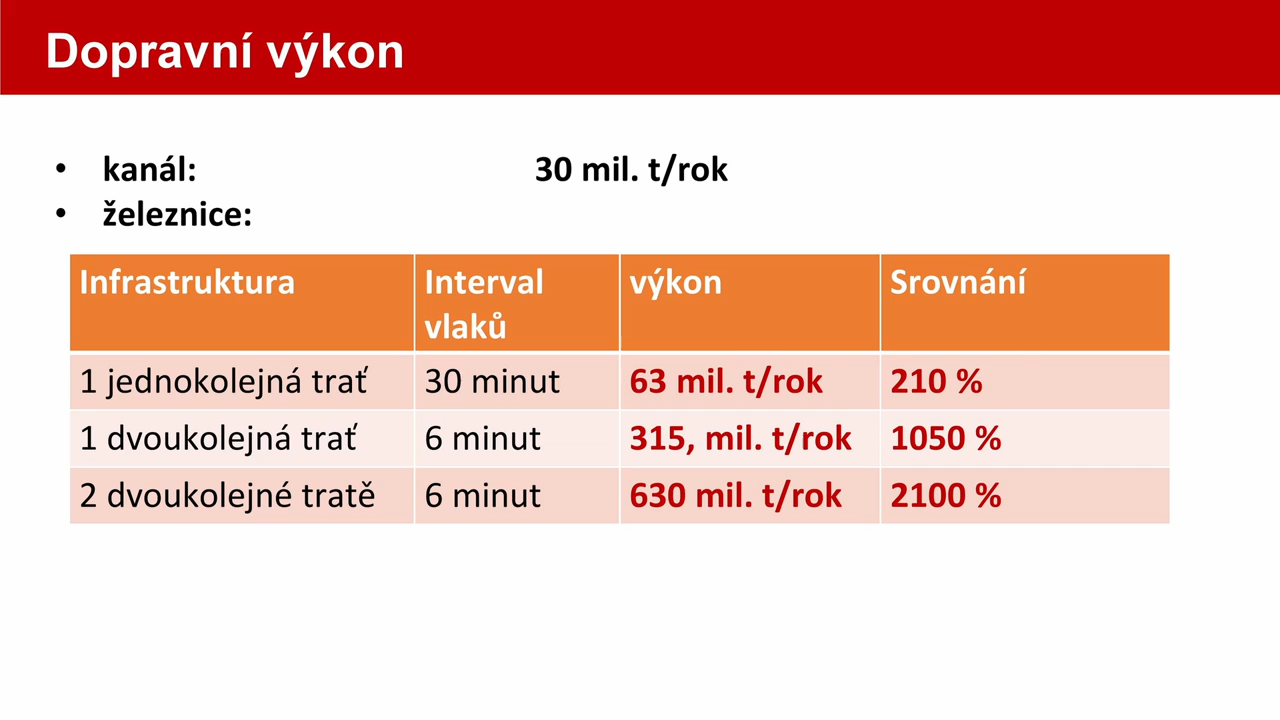 Dopravní výkon
• kanál: 30 mil. t/rok
• železnice:
Infrastruktura Interval vlaků výkon Srovnání
1 jednokolejná trať 30 minut 63 mil. t/rok 210 %
1 dvoukolejná trať 6 minut 315, mil. t/rok 1050 %
2 dvoukolejné tratě 6 minut 630 mil. t/rok 2100 %